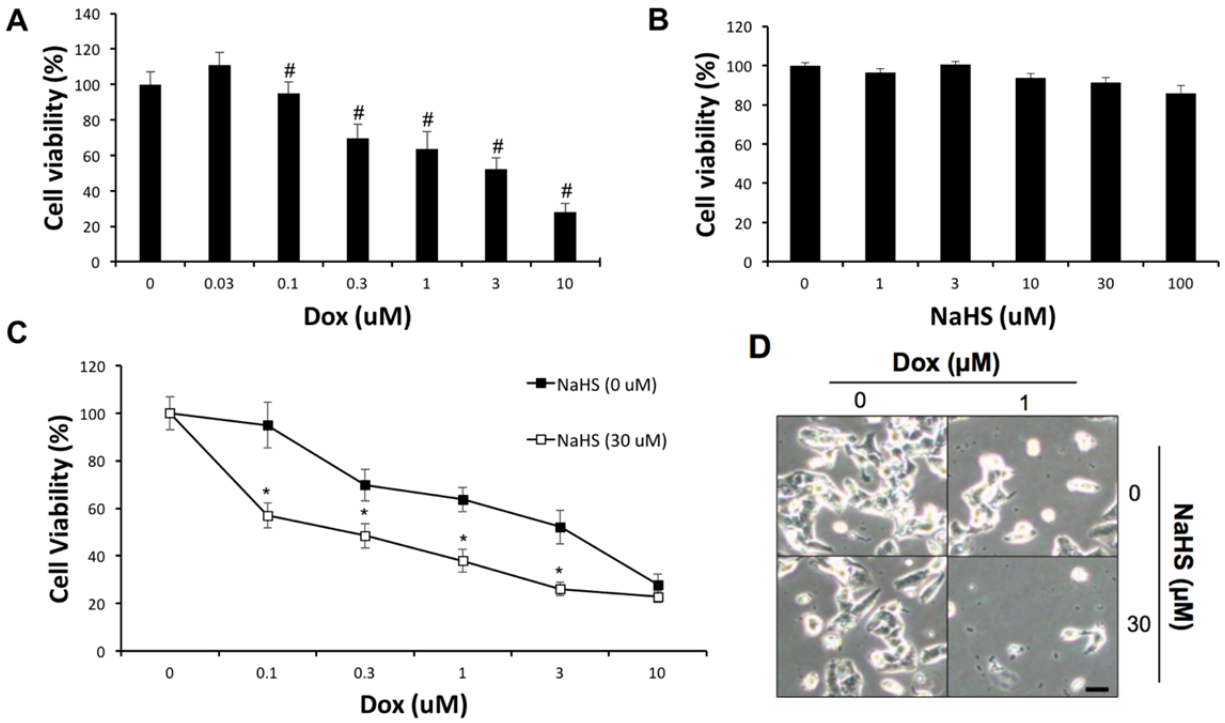 A
Cell viability (%)
140
120
100
80
60
40
20
0
#
#
#
#
#
#
0 0.03 0.1 0.3 1 3 10
Dox (uM)
B
Cell viability (%)
120
100
80
60
40
20
0
0 1 3 10 30 100
NaHS (uM)
C
Cell Viability (%)
120
100
80
60
40
20
0
NaHS (0 uM)
NaHS (30 uM)
*
*
*
*
0 0.1 0.3 1 3 10
Dox (uM)
D
Dox (μM)
0 1
0
30
NaHS (μM)